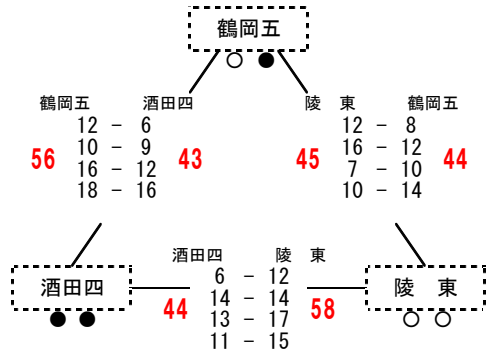 鶴岡五
○ ●
鶴岡五 酒田四
56 43
12 - 6
10 - 9
16 - 12
18 - 16
陵 東 鶴岡五
45 44
12 - 8
16 - 12
7 - 10
10 - 14
酒田四 陵 東
44 58
6 - 12
14 - 14
13 - 17
11 - 15
酒田四
● ●
陵 東
○ ○